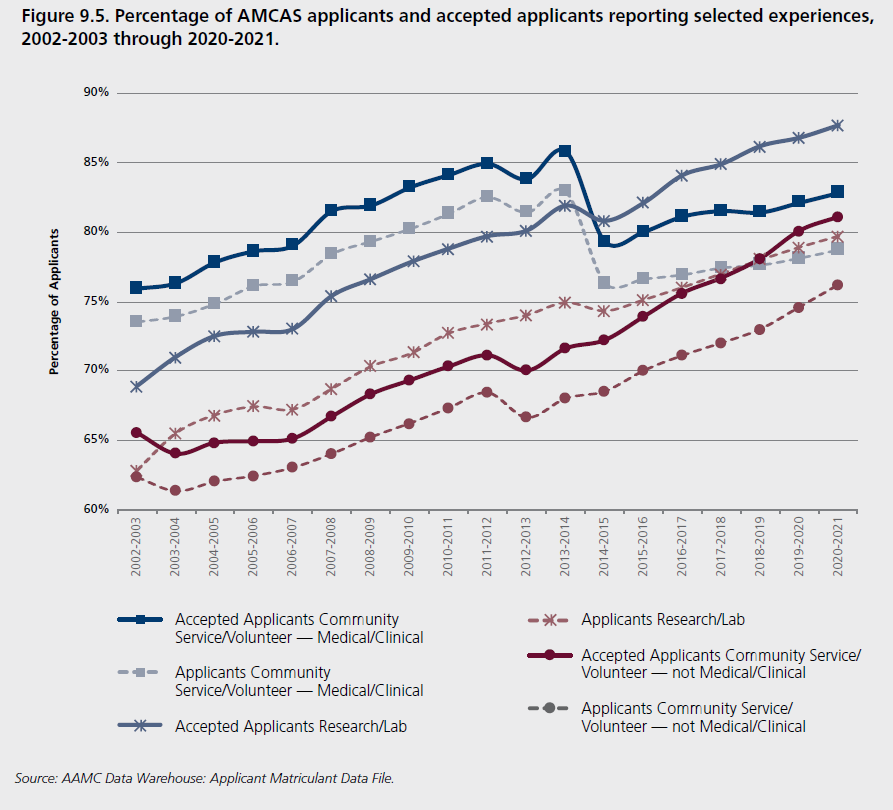 Figure 9.5. Percentage of AMCAS applicants and accepted applicants reporting selected experiences,
2002-2003 through 2020-2021.
90%
85%
80%
75%
70%
65%
60%
Percentage of Applicants
2002-2003
2003-2004
2004-2005
2005-2006
2006-2007
2007-2008
2008-2009
2009-2010
2010-2011
2011-2012
2012-2013
2013-2014
2014-2015
2015-2016
2016-2017
2017-2018
2018-2019
2019-2020
2020-2021
Accepted Applicants Community
Service/Volunteer — Medical/Clinical
Applicants Community
Service/Volunteer — Medical/Clinical
Accepted Applicants Research/Lab
Applicants Research/Lab
Accepted Applicants Community Service/
Volunteer — not Medical/Clinical
Applicants Community Service/
Volunteer — not Medical/Clinical
Source: AAMC Data Warehouse: Applicant Matriculant Data File.